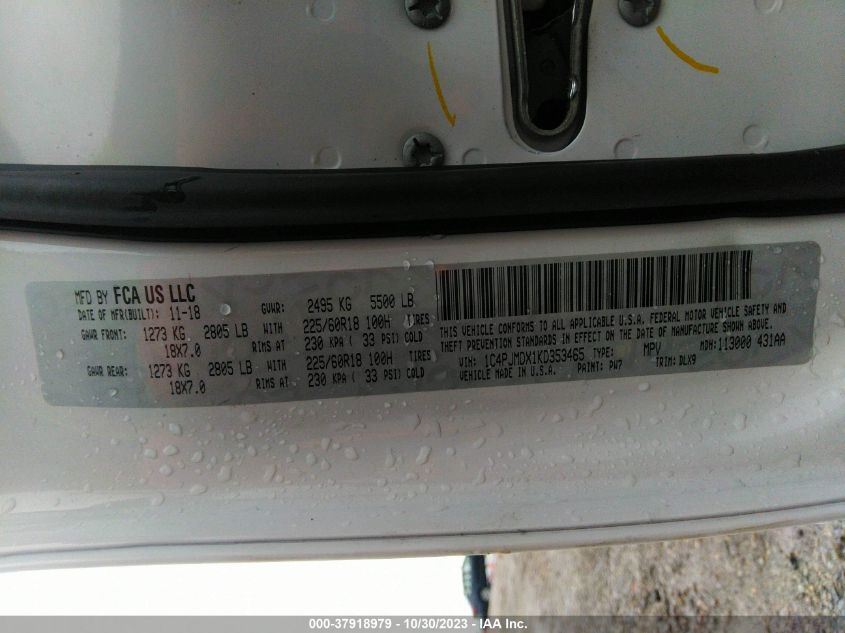 MFD BY FCA US LLC
DATE OF MFR(BUILT): 11-18 GVWR: 2495 KG 5500 LB
GAWR FRONT: 1273 KG 2805 LB WITH 225/60R18 100H TIRES
18X7.0 RIMS AT 230 KPA ( 33 PSI) COLD
GAWR REAR: 1273 KG 2805 LB WITH 225/60R18 100H TIRES
18X7.0 RIMS AT 230 KPA ( 33 PSI) COLD
THIS VEHICLE CONFORMS TO ALL APPLICABLE U.S.A. FEDERAL MOTOR VEHICLE SAFETY AND
THEFT PREVENTION STANDARDS IN EFFECT ON THE DATE OF MANUFACTURE SHOWN ABOVE.
VIN: 1C4PJMDX1KD353465 TYPE: MPV MDH: 113000 431AA
VEHICLE MADE IN U.S.A. PAINT: PW7 TRIM: DLX9
000-37918979 - 10/30/2023 - IAA Inc.